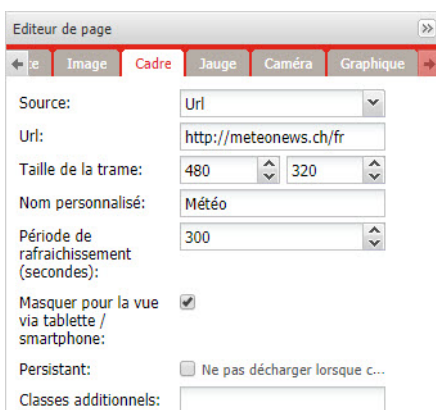 Editeur de page
Image Cadre Jauge Caméra Graphique
Source: Url
Url: http://meteonews.ch/fr
Taille de la trame: 480 320
Nom personnalisé: Météo
Période de 300
rafraichissement
(secondes):
Masquer pour la vue
via tablette /
smartphone:
Persistant: Ne pas décharger lorsque c...
Classes additionnels: